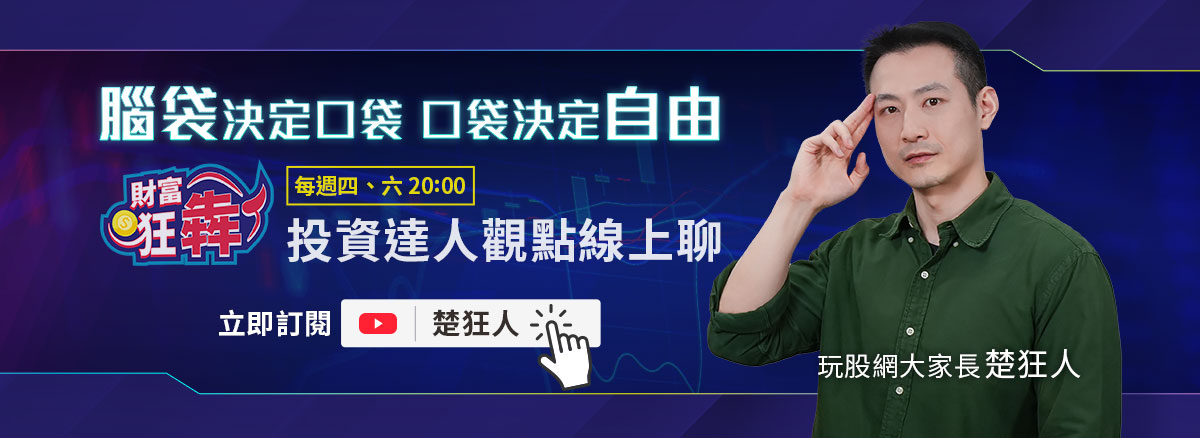 腦袋決定口袋 口袋決定自由
財富
狂犇
每週四、六 20:00
投資達人觀點線上聊
立即訂閱 楚狂人
玩股網大家長 楚狂人